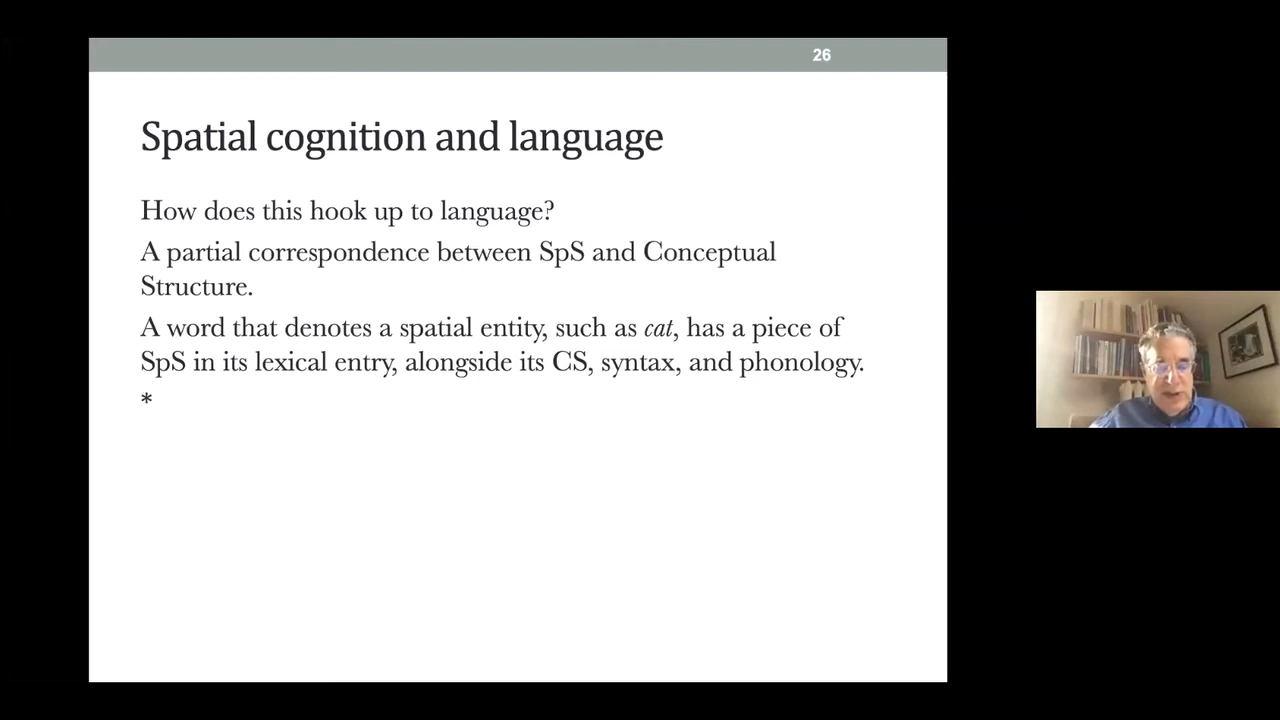 26
Spatial cognition and language
How does this hook up to language?
A partial correspondence between SpS and Conceptual
Structure.
A word that denotes a spatial entity, such as cat, has a piece of
SpS in its lexical entry, alongside its CS, syntax, and phonology.
*